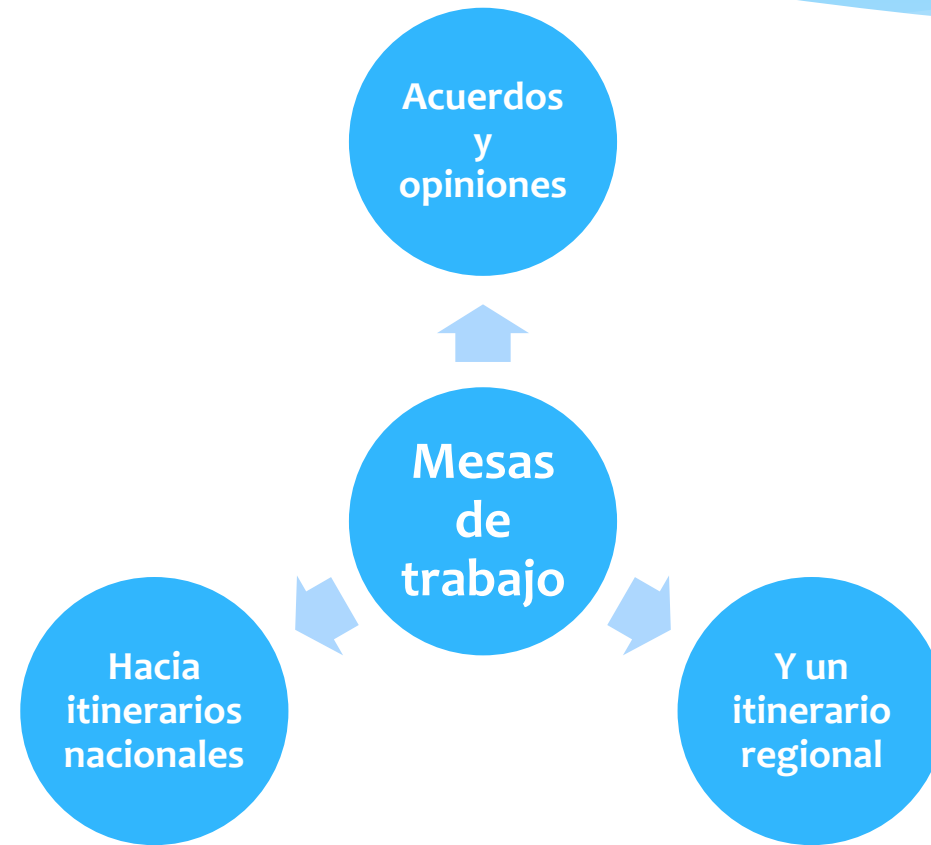 Acuerdos
y
opiniones
Mesas
de
trabajo
Hacia
itinerarios
nacionales
Y un
itinerario
regional